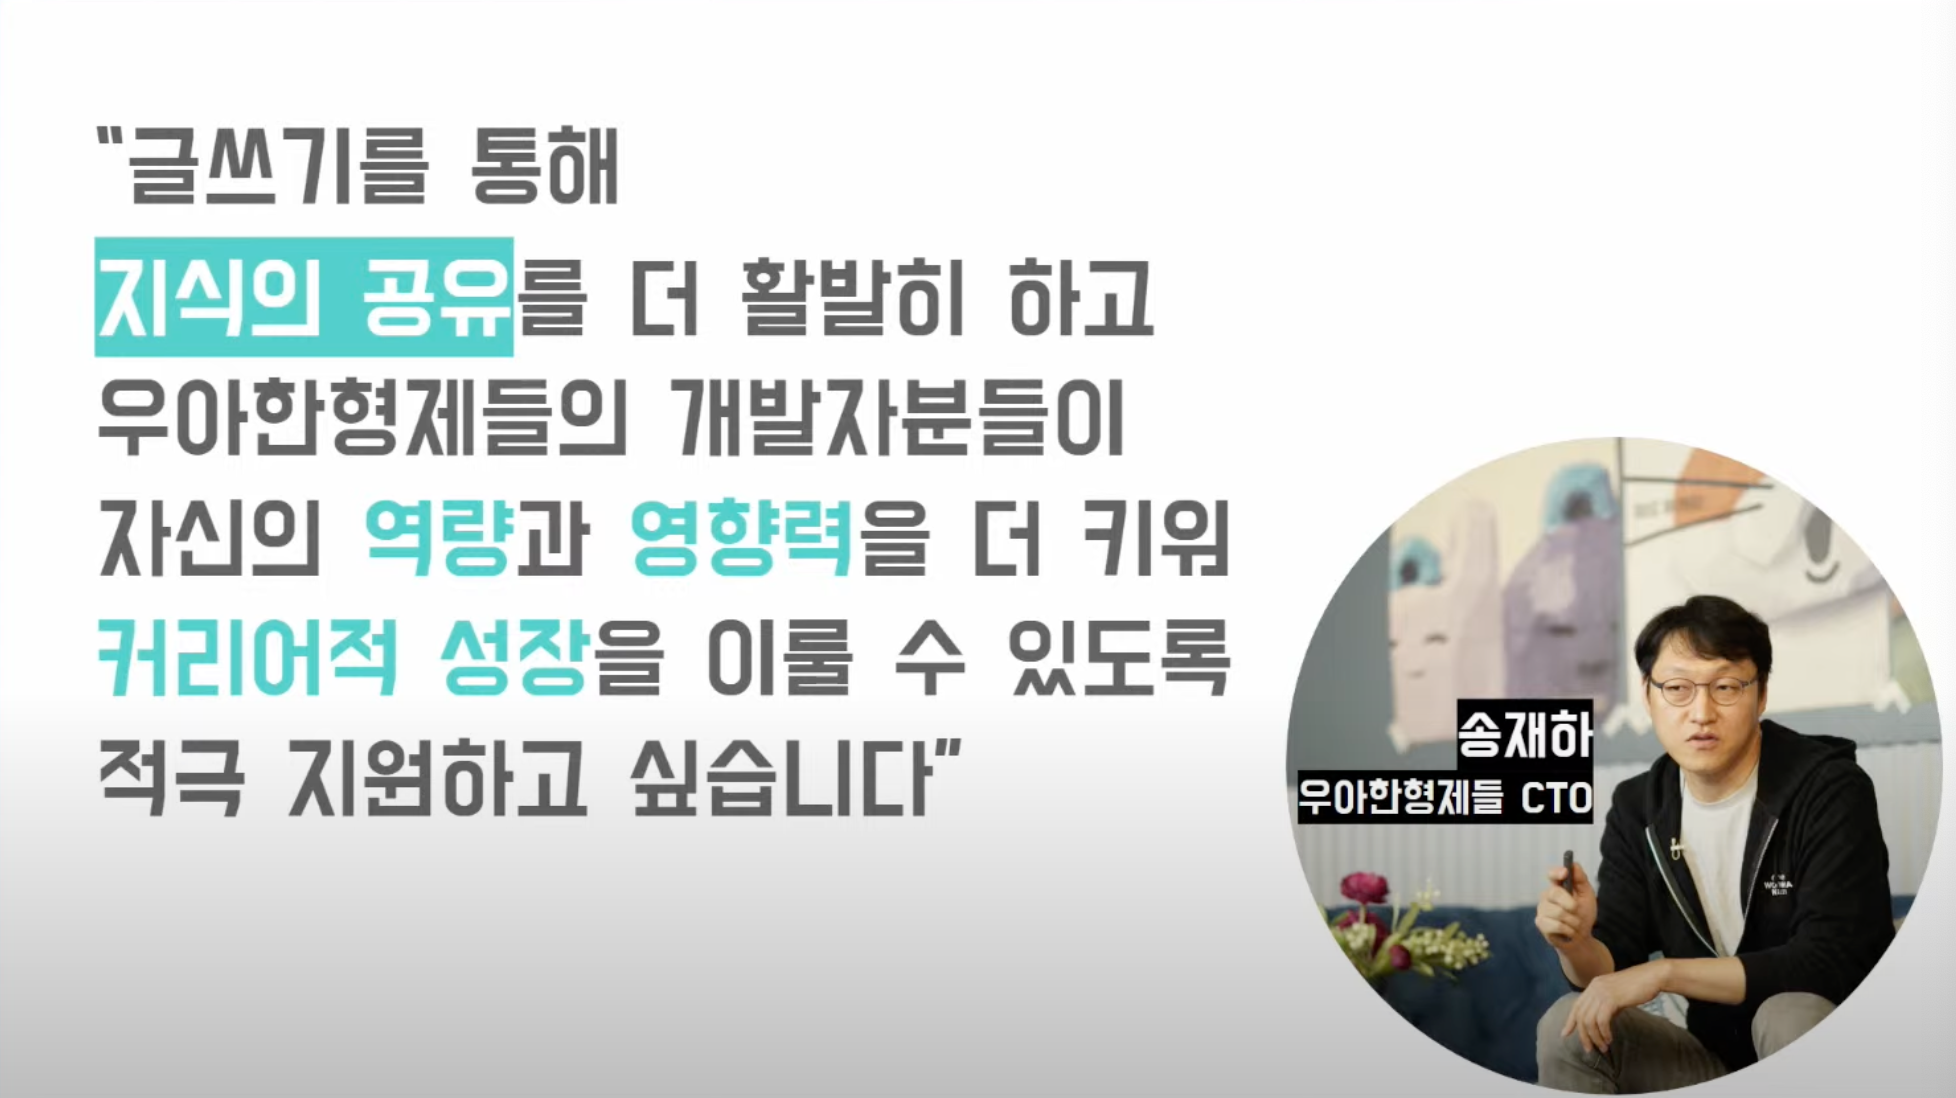 “글쓰기를 통해
지식의 공유를 더 활발히 하고
우아한형제들의 개발자분들이
자신의 역량과 영향력을 더 키워
커리어적 성장을 이룰 수 있도록
적극 지원하고 싶습니다”
송재하
우아한형제들 CTO